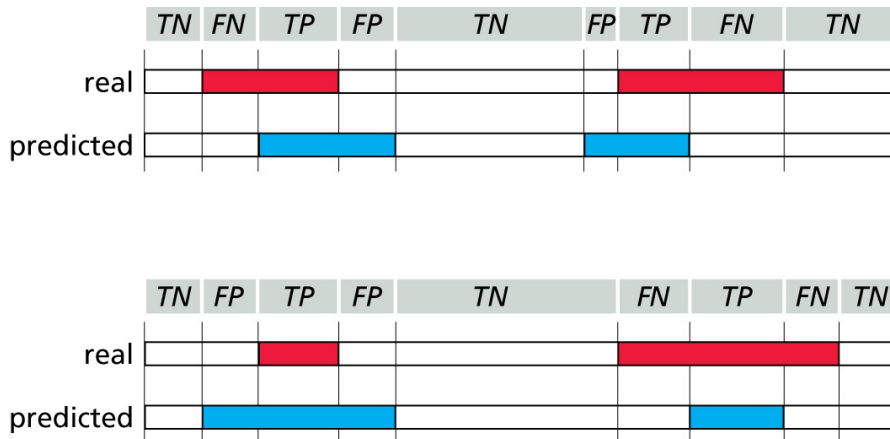 TN FN TP FP TN FP TP FN TN
real
predicted
TN FP TP FP TN FN TP FN TN
real
predicted